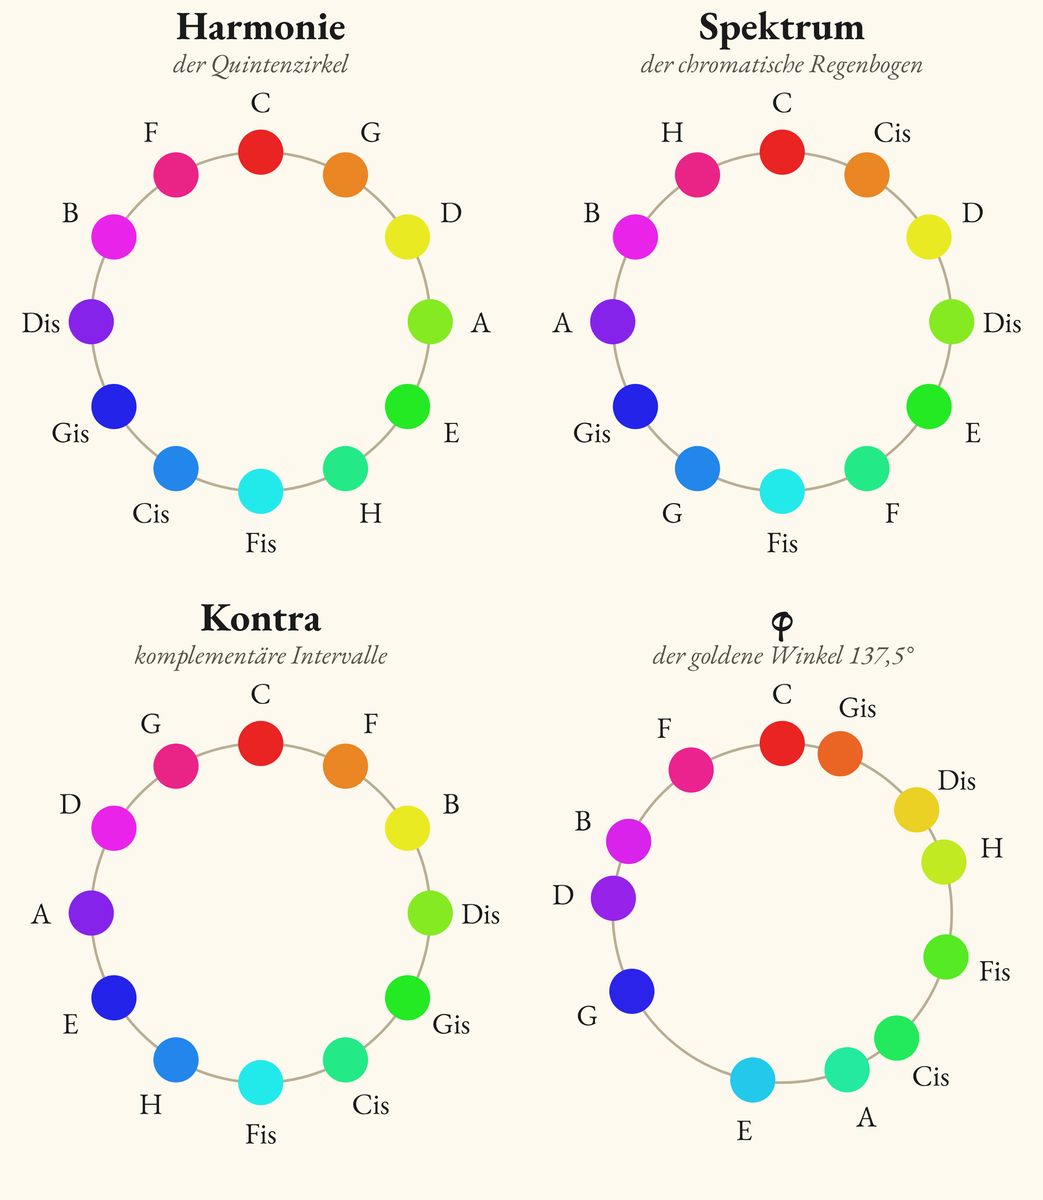 Harmonie
der Quintenzirkel
C
G
D
A
E
H
Fis
Cis
Gis
Dis
B
F
Spektrum
der chromatische Regenbogen
C
Cis
D
Dis
E
F
Fis
G
Gis
A
B
H
Kontra
komplementäre Intervalle
C
F
B
Dis
Gis
Cis
Fis
H
E
A
D
G
φ
der goldene Winkel 137,5°
C
Gis
Dis
H
Fis
Cis
A
E
G
D
B
F